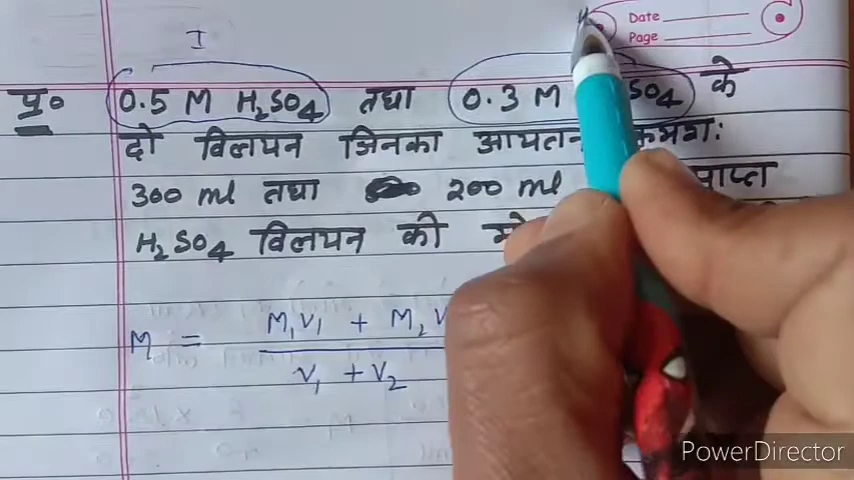 Date
Page
I
प्र० 0.5 M H₂SO₄ तथा 0.3 M SO₄ के
दो विलयन जिनका आयतन क्रमशः
300 ml तथा 200 ml
H₂SO₄ विलयन की
M = M₁V₁ + M₂V
V₁ + V₂
PowerDirector